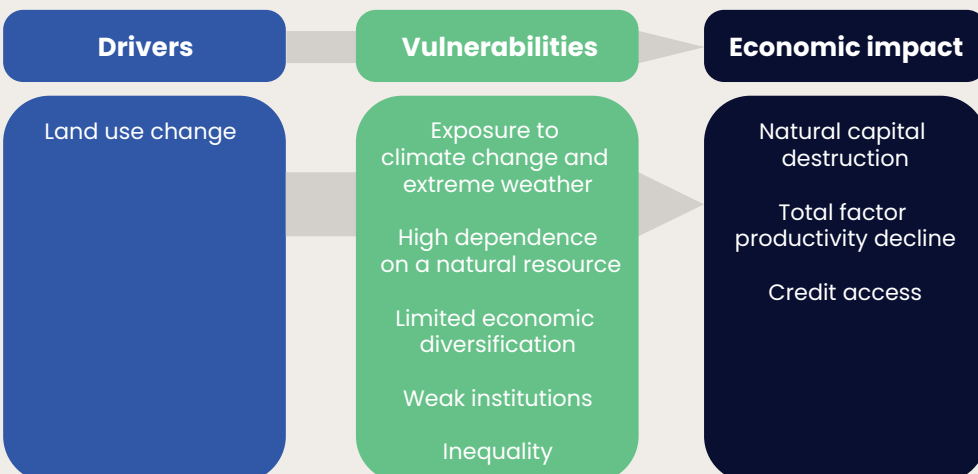 Drivers
Vulnerabilities
Economic impact
Land use change
Exposure to
climate change and
extreme weather
High dependence
on a natural resource
Limited economic
diversification
Weak institutions
Inequality
Natural capital
destruction
Total factor
productivity decline
Credit access